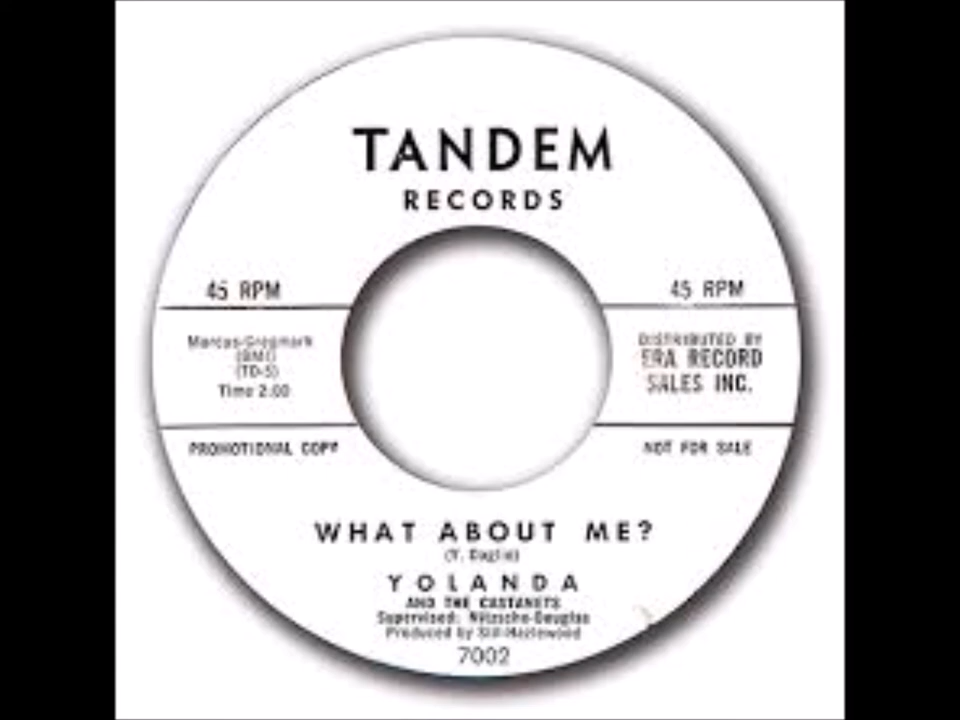 TANDEM
RECORDS
45 RPM
45 RPM
Marcus-Gregmark
(BMI)
(TD-5)
Time 2:00
DISTRIBUTED BY
ERA RECORD
SALES INC.
PROMOTIONAL COPY
NOT FOR SALE
WHAT ABOUT ME?
(Y.
YOLANDA
AND THE CASTANETS
Supervised: Nitzsche-Douglas
Produced by Sill-Hazlewood
7002